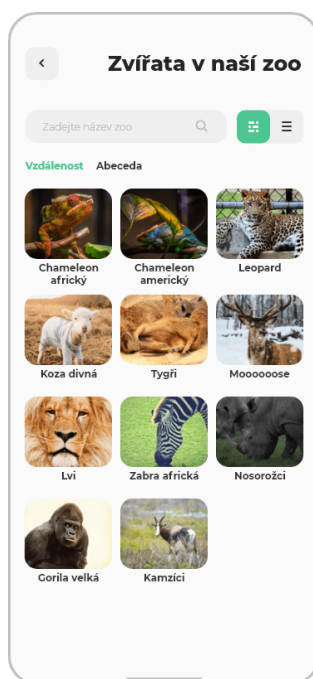 Zvířata v naší zoo
Zadejte název zoo
Vzdálenost Abeceda
Chameleon
africký
Chameleon
americký
Leopard
Koza divná
Tygři
Moooooose
Lvi
Zabra africká
Nosorožci
Gorila velká
Kamzíci